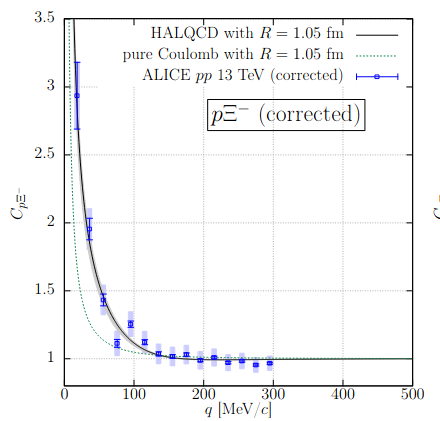 HALQCD with R = 1.05 fm
pure Coulomb with R = 1.05 fm
ALICE pp 13 TeV (corrected)
pΞ⁻ (corrected)
3.5
3
2.5
2
1.5
1
C_{pΞ⁻}
0 100 200 300 400 500
q [MeV/c]